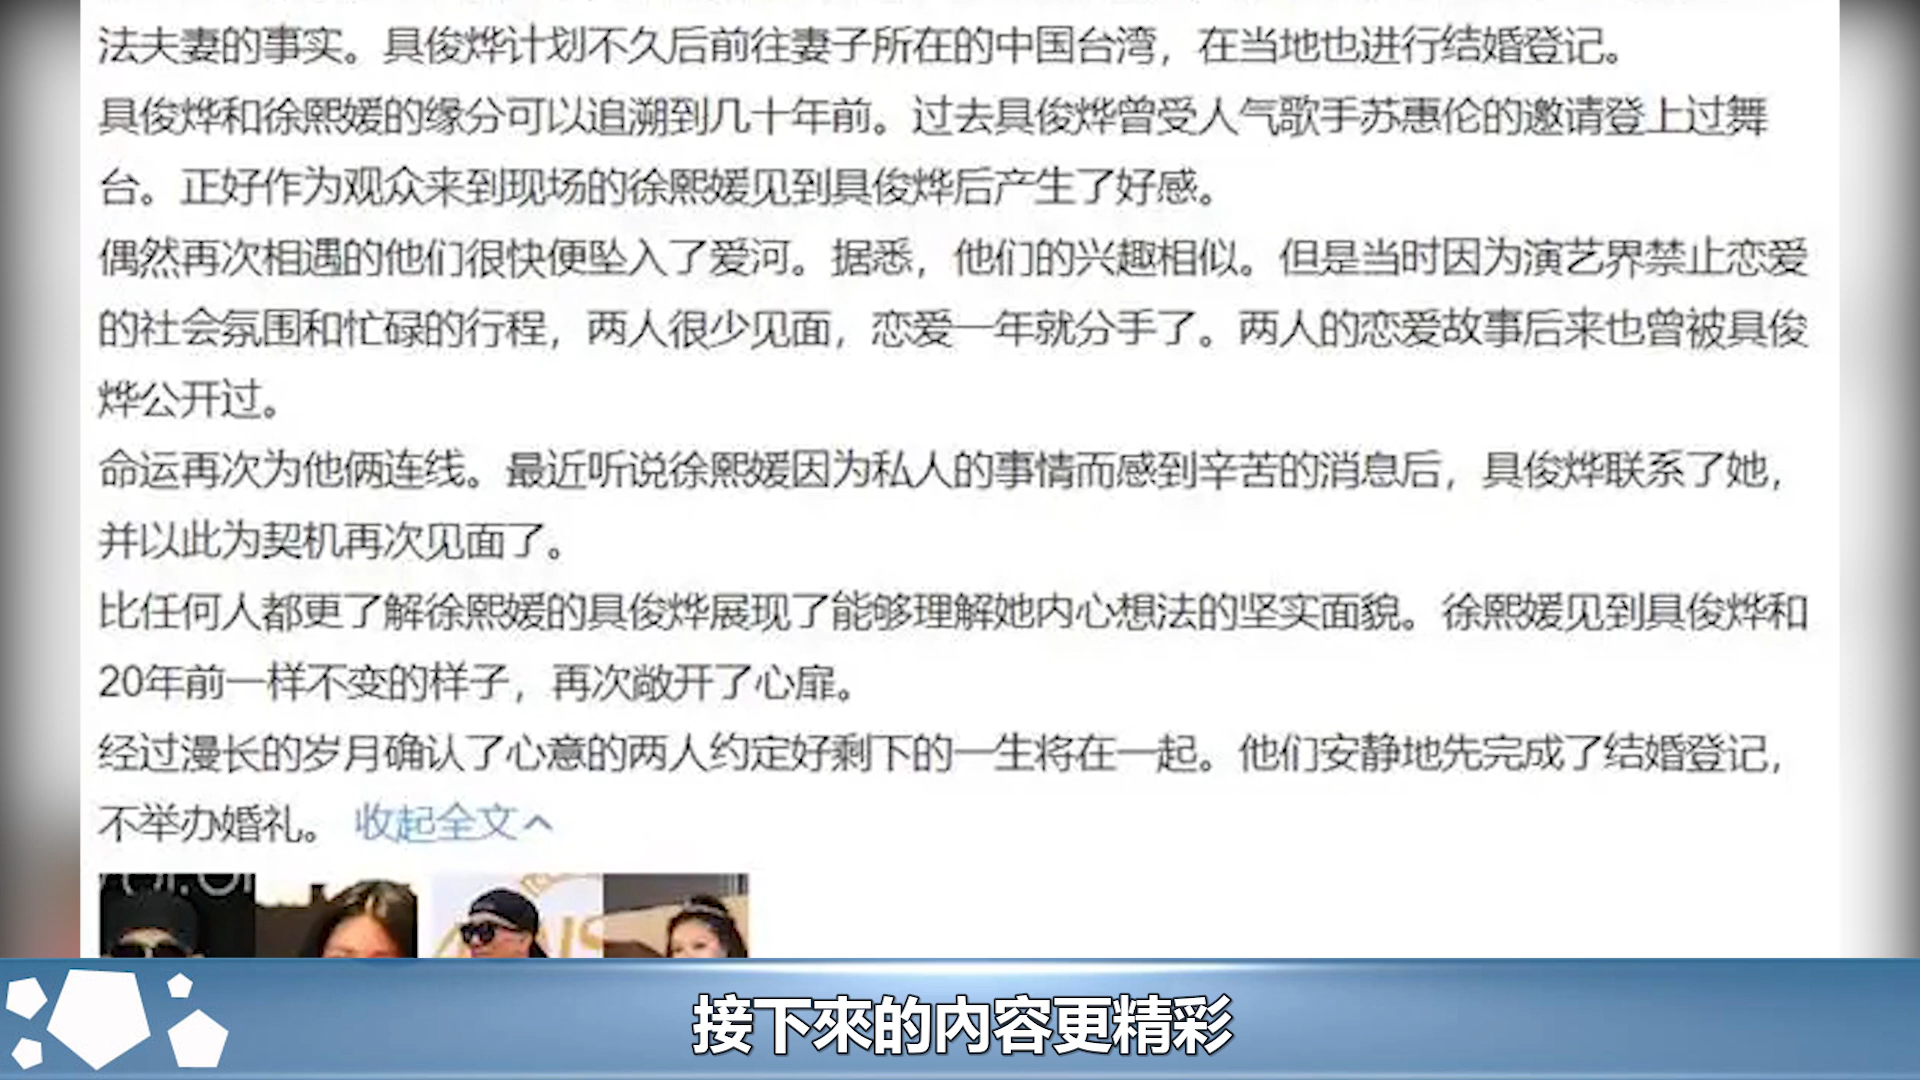 法夫妻的事实。具俊烨计划不久后前往妻子所在的中国台湾，在当地也进行结婚登记。
具俊烨和徐熙媛的缘分可以追溯到几十年前。过去具俊烨曾受人气歌手苏惠伦的邀请登上过舞
台。正好作为观众来到现场的徐熙媛见到具俊烨后产生了好感。
偶然再次相遇的他们很快便坠入了爱河。据悉，他们的兴趣相似。但是当时因为演艺界禁止恋爱
的社会氛围和忙碌的行程，两人很少见面，恋爱一年就分手了。两人的恋爱故事后来也曾被具俊
烨公开过。
命运再次为他俩连线。最近听说徐熙媛因为私人的事情而感到辛苦的消息后，具俊烨联系了她，
并以此为契机再次见面了。
比任何人都更了解徐熙媛的具俊烨展现了能够理解她内心想法的坚实面貌。徐熙媛见到具俊烨和
20年前一样不变的样子，再次敞开了心扉。
经过漫长的岁月确认了心意的两人约定好剩下的一生将在一起。他们安静地先完成了结婚登记，
不举办婚礼。 收起全文
接下來的內容更精彩